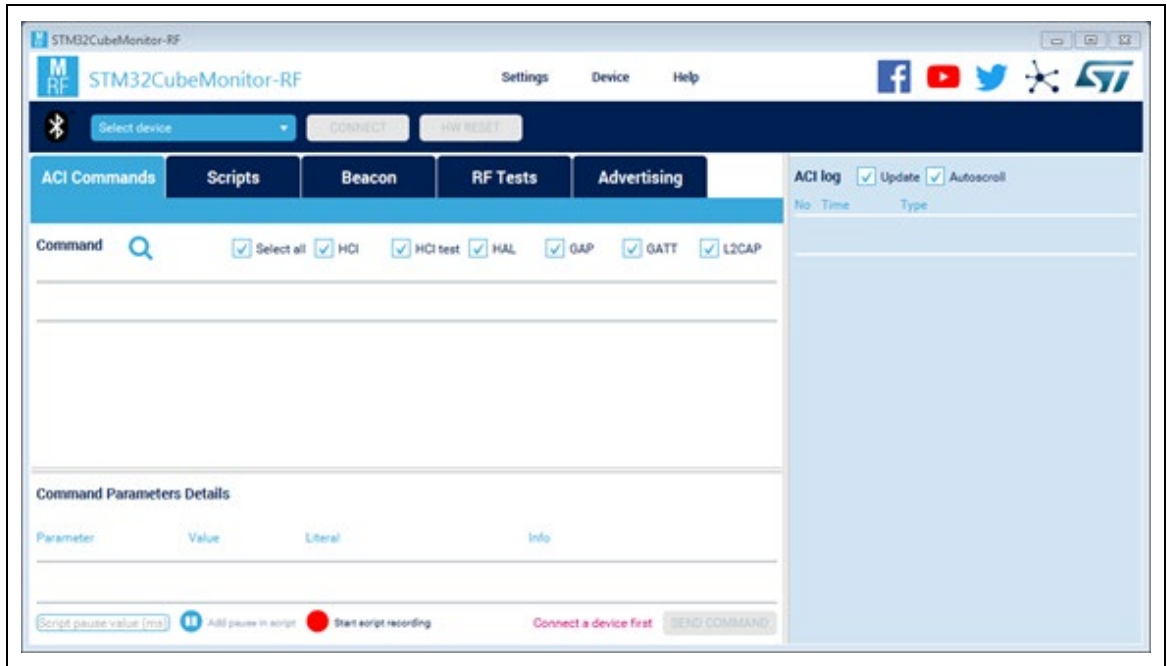 STM32CubeMonitor-RF
M
RF
STM32CubeMonitor-RF
Settings Device Help
ST
Select device
CONNECT
HW RESET
ACI Commands Scripts Beacon RF Tests Advertising
ACI log Update Autoscroll
No Time Type
Command Select all HCI HCI test HAL GAP GATT L2CAP
Command Parameters Details
Parameter Value Literal Info
Script pause value (ms) Add pause in script Start script recording Connect a device first SEND COMMAND